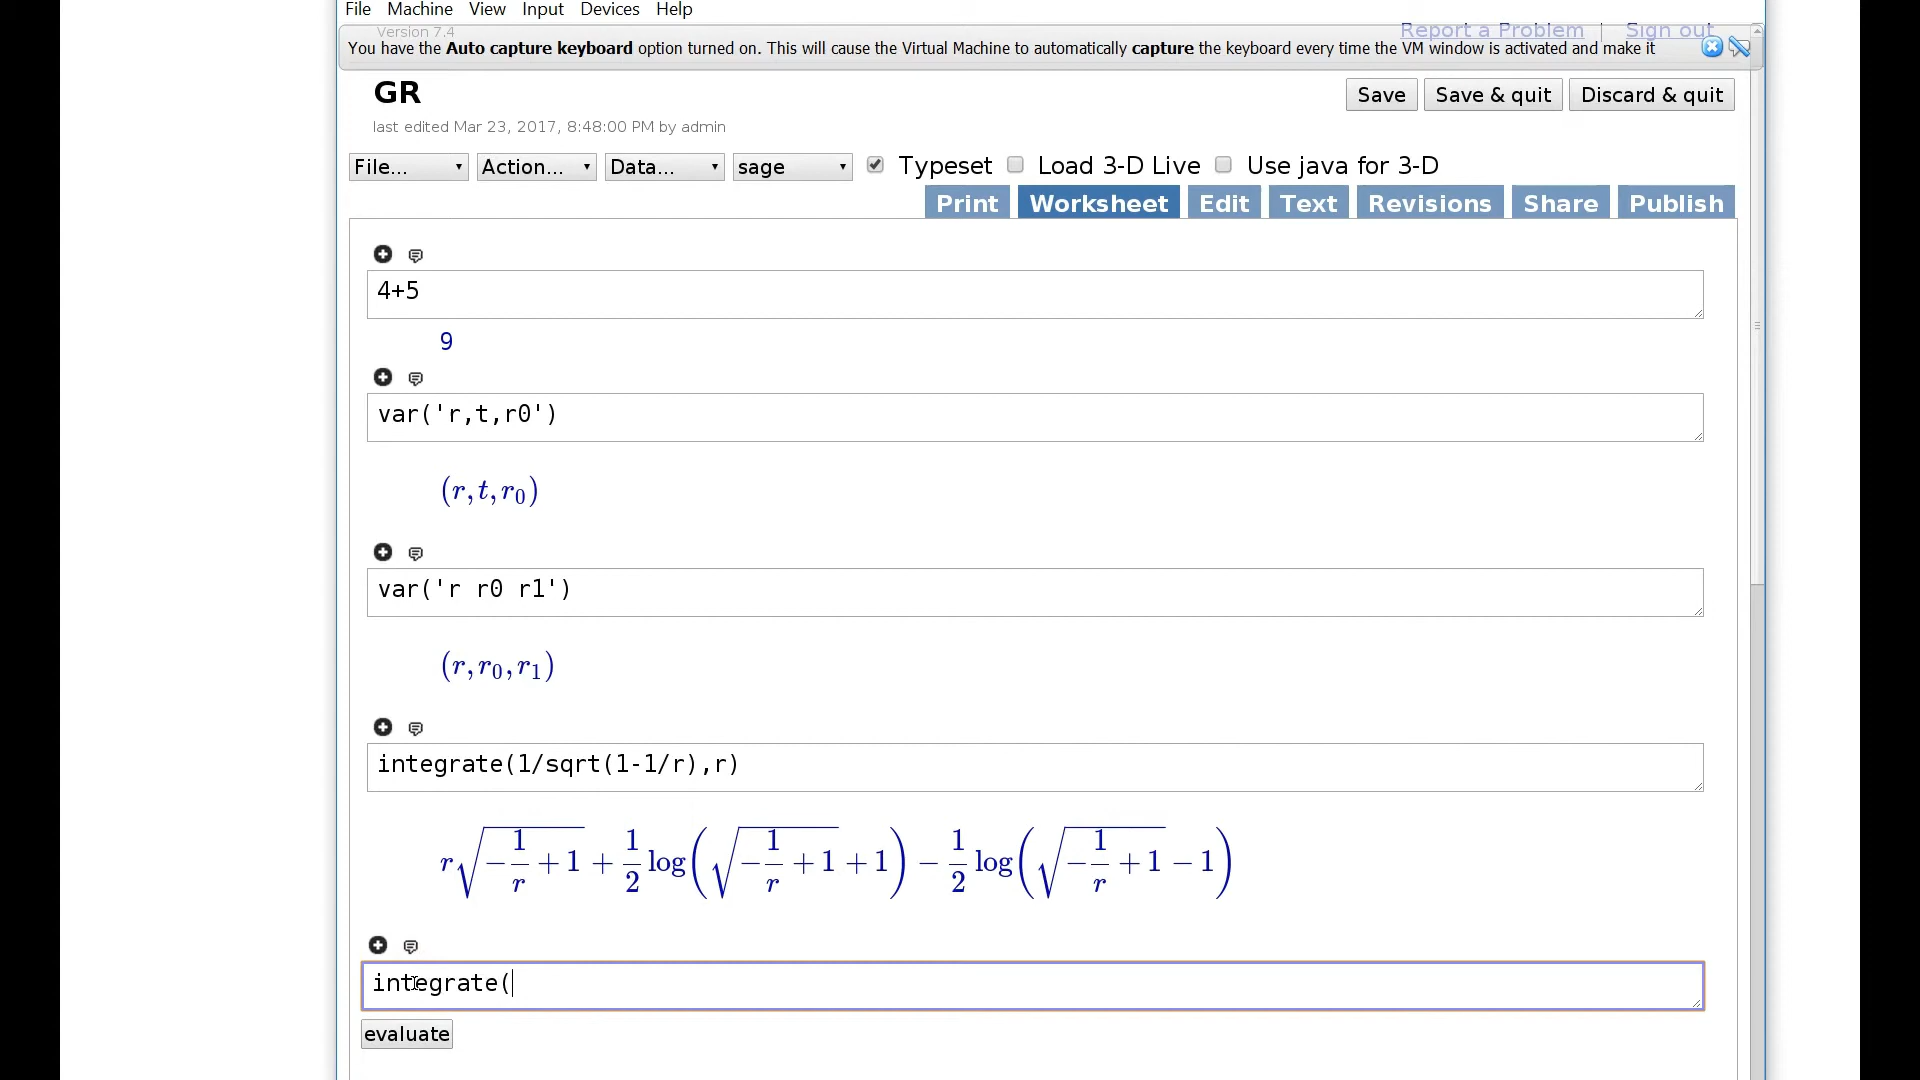 File Machine View Input Devices Help
Version 7.4
Report a Problem | Sign out
You have the Auto capture keyboard option turned on. This will cause the Virtual Machine to automatically capture the keyboard every time the VM window is activated and make it
GR
Save Save & quit Discard & quit
last edited Mar 23, 2017, 8:48:00 PM by admin
File... Action... Data... sage Typeset Load 3-D Live Use java for 3-D
Print Worksheet Edit Text Revisions Share Publish
4+5
9
var('r,t,r0')
(r, t, r₀)
var('r r0 r1')
(r, r₀, r₁)
integrate(1/sqrt(1-1/r),r)
r√(−1/r + 1) + 1/2 log(√(−1/r + 1) + 1) − 1/2 log(√(−1/r + 1) − 1)
integrate(
evaluate